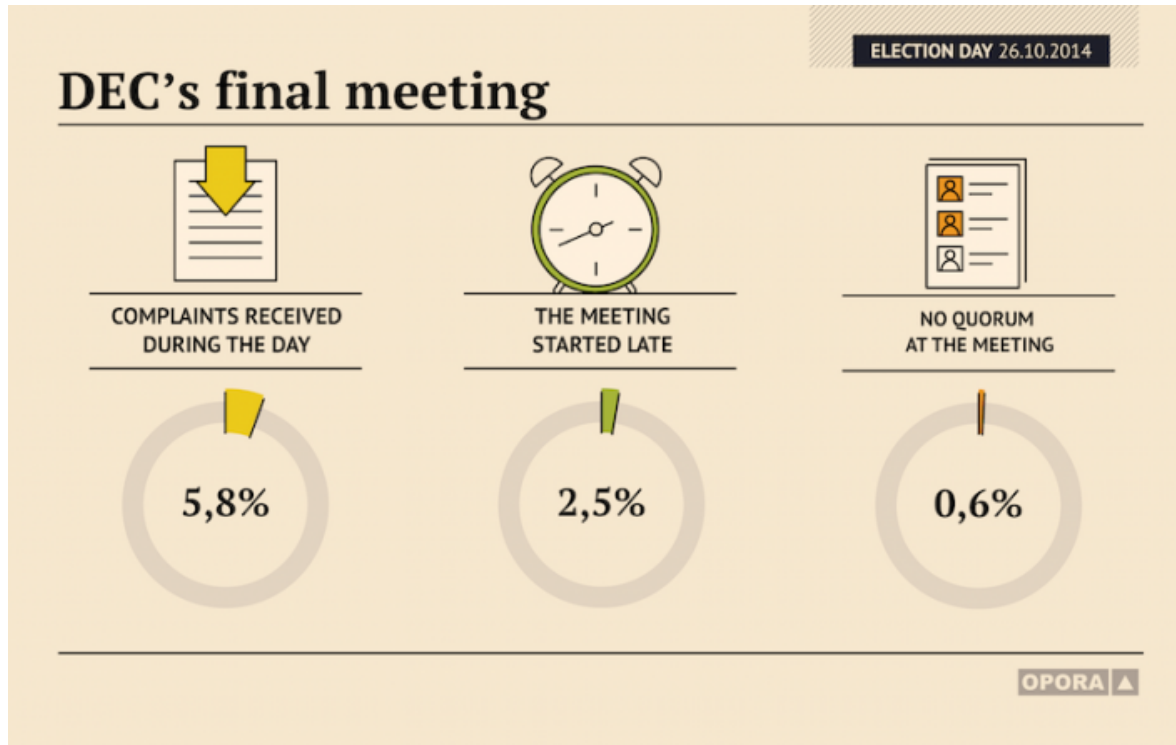 ELECTION DAY 26.10.2014
DEC’s final meeting
COMPLAINTS RECEIVED
DURING THE DAY
THE MEETING
STARTED LATE
NO QUORUM
AT THE MEETING
5,8%
2,5%
0,6%
OPORA